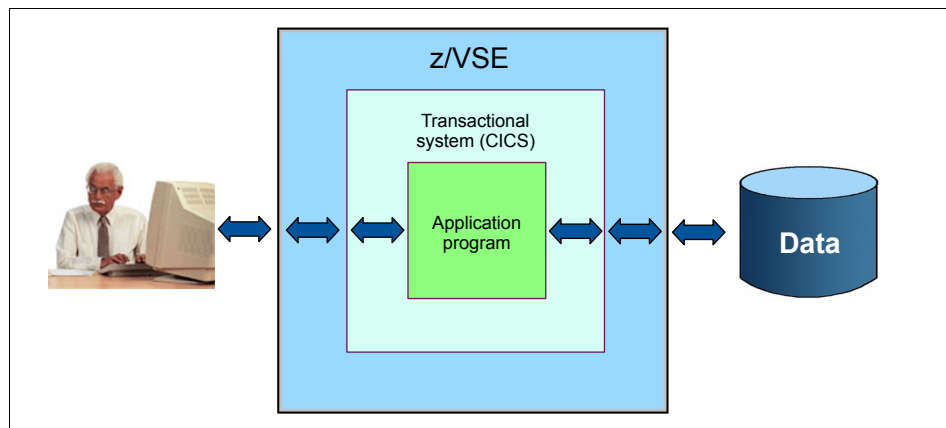 z/VSE
Transactional
system (CICS)
Application
program
Data